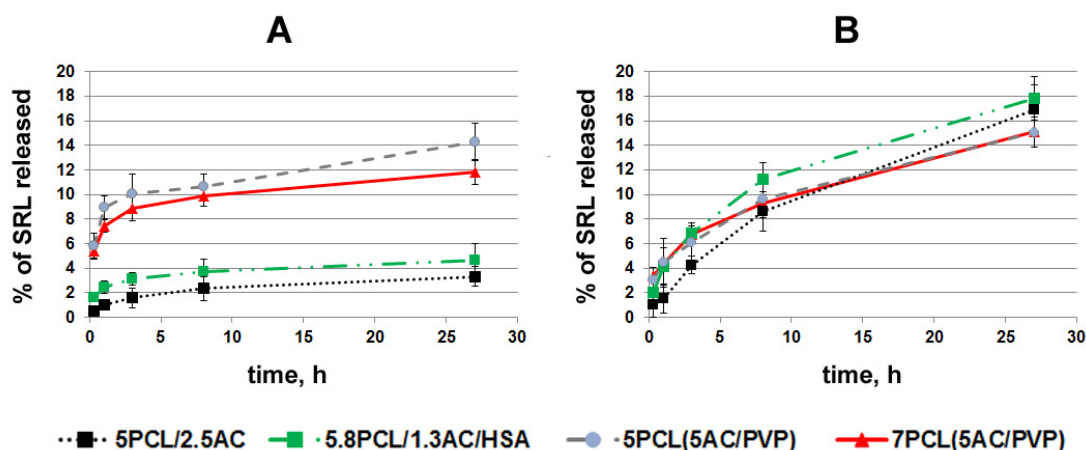 A
B
% of SRL released
20
18
16
14
12
10
8
6
4
2
0
0 5 10 15 20 25 30
time, h
% of SRL released
20
18
16
14
12
10
8
6
4
2
0
0 5 10 15 20 25 30
time, h
5PCL/2.5AC 5.8PCL/1.3AC/HSA 5PCL(5AC/PVP) 7PCL(5AC/PVP)